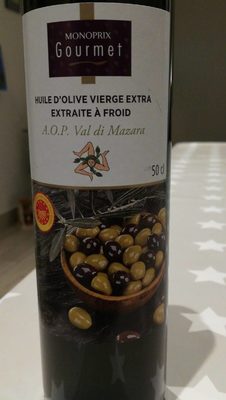 MONOPRIX
Gourmet
HUILE D'OLIVE VIERGE EXTRA
EXTRAITE À FROID
A.O.P. Val di Mazara
50 cl